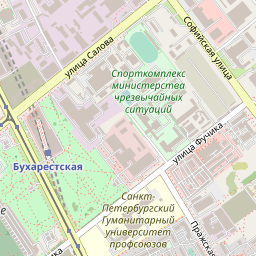 Софийская улица
улица Салова
Спорткомплекс
министерства
чрезвычайных
ситуаций
улица Фучика
Бухарестская
Санкт-
Петербургский
Гуманитарный
университет
профсоюзов
Пражская